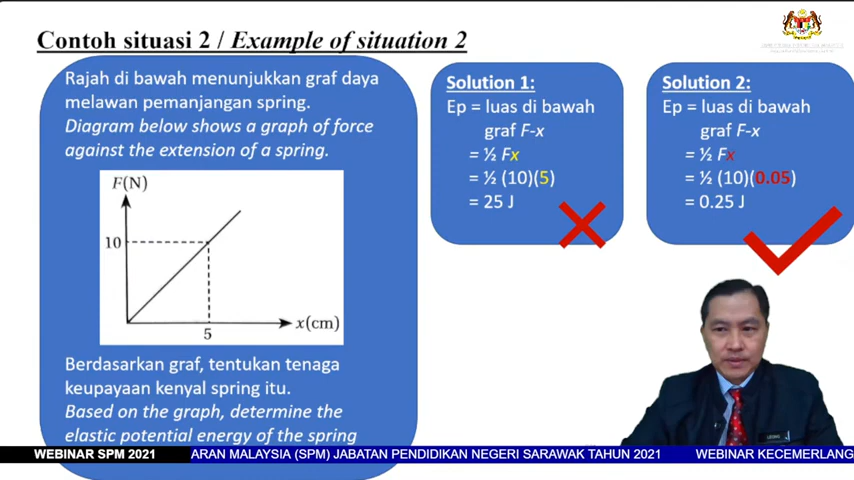 Contoh situasi 2 / Example of situation 2
Rajah di bawah menunjukkan graf daya
melawan pemanjangan spring.
Diagram below shows a graph of force
against the extension of a spring.
F(N)
10
5
x(cm)
Berdasarkan graf, tentukan tenaga
keupayaan kenyal spring itu.
Based on the graph, determine the
elastic potential energy of the spring
Solution 1:
Ep = luas di bawah
graf F-x
= ½ Fx
= ½ (10)(5)
= 25 J
Solution 2:
Ep = luas di bawah
graf F-x
= ½ Fx
= ½ (10)(0.05)
= 0.25 J
WEBINAR SPM 2021
ARAN MALAYSIA (SPM) JABATAN PENDIDIKAN NEGERI SARAWAK TAHUN 2021
WEBINAR KECEMERLANG